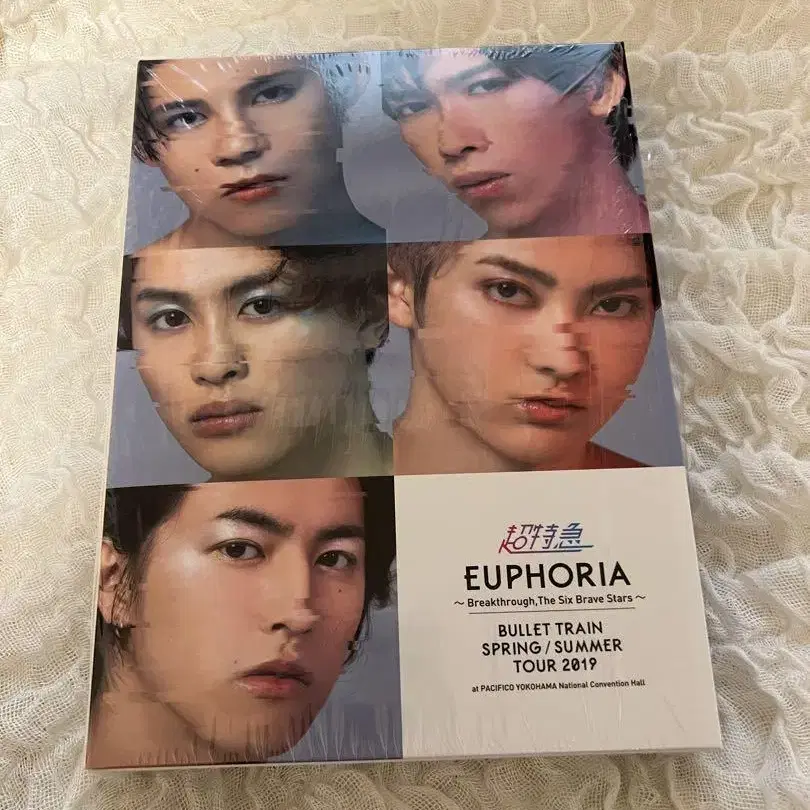 超特急
EUPHORIA
～Breakthrough,The Six Brave Stars～
BULLET TRAIN
SPRING/SUMMER
TOUR 2019
at PACIFICO YOKOHAMA National Convention Hall